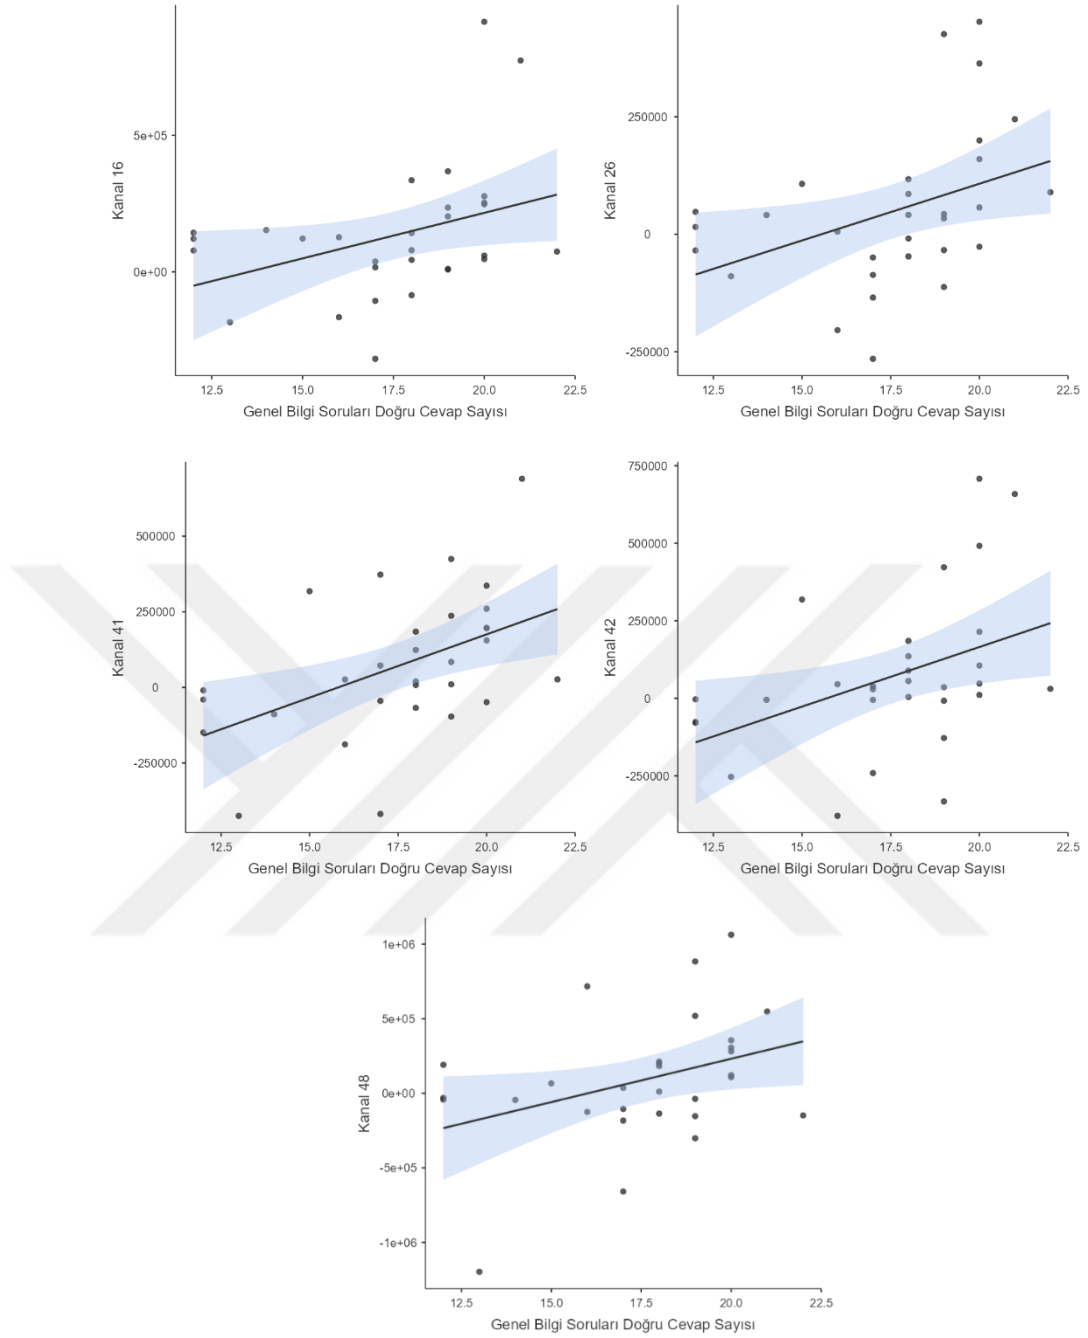 Kanal 16
5e+05
0e+00
12.5 15.0 17.5 20.0 22.5
Genel Bilgi Soruları Doğru Cevap Sayısı
Kanal 26
250000
0
-250000
12.5 15.0 17.5 20.0 22.5
Genel Bilgi Soruları Doğru Cevap Sayısı
Kanal 41
500000
250000
0
-250000
12.5 15.0 17.5 20.0 22.5
Genel Bilgi Soruları Doğru Cevap Sayısı
Kanal 42
750000
500000
250000
0
-250000
12.5 15.0 17.5 20.0 22.5
Genel Bilgi Soruları Doğru Cevap Sayısı
Kanal 48
1e+06
5e+05
0e+00
-5e+05
-1e+06
12.5 15.0 17.5 20.0 22.5
Genel Bilgi Soruları Doğru Cevap Sayısı